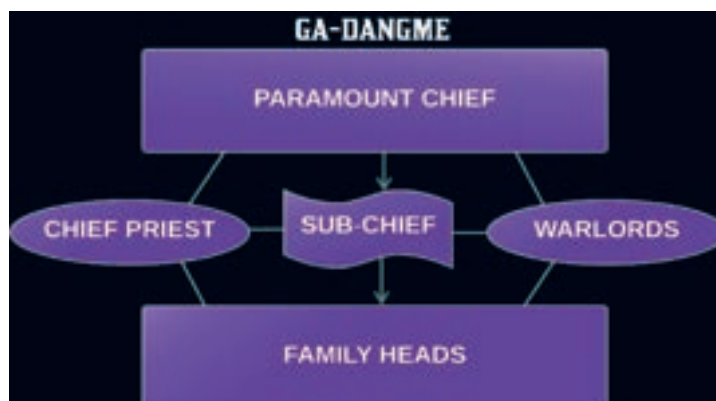 GA-DANGME
PARAMOUNT CHIEF
CHIEF PRIEST
SUB-CHIEF
WARLORDS
FAMILY HEADS